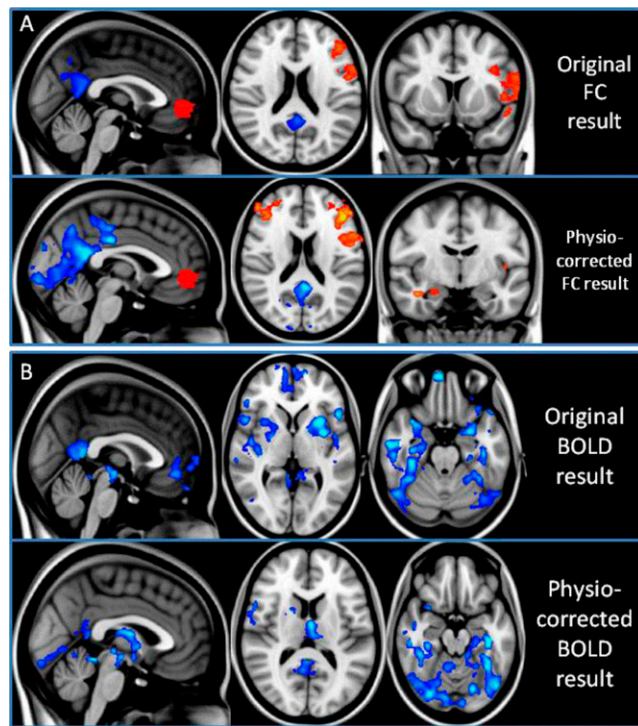 A
Original
FC
result
Physio-
corrected
FC result
B
Original
BOLD
result
Physio-
corrected
BOLD
result